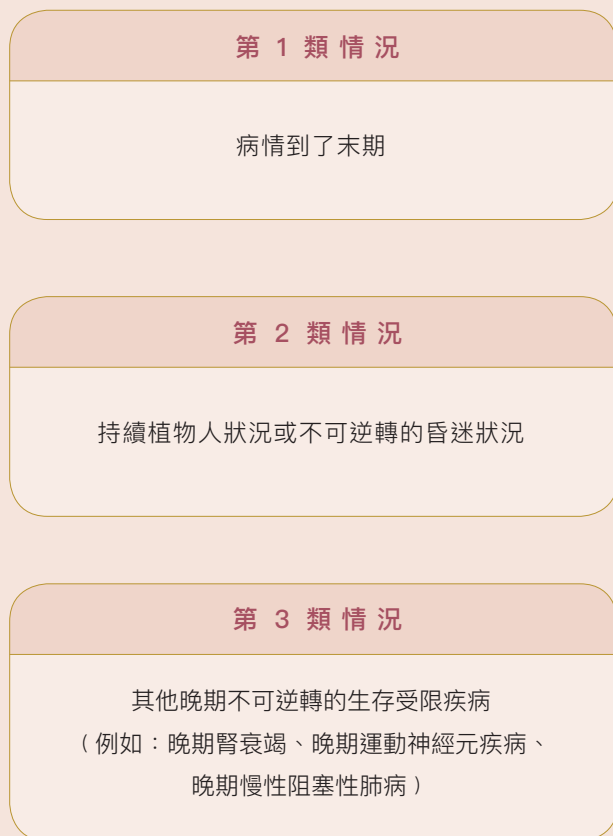 第 1 類情況
病情到了末期
第 2 類情況
持續植物人狀況或不可逆轉的昏迷狀況
第 3 類情況
其他晚期不可逆轉的生存受限疾病
（例如：晚期腎衰竭、晚期運動神經元疾病、
晚期慢性阻塞性肺病）